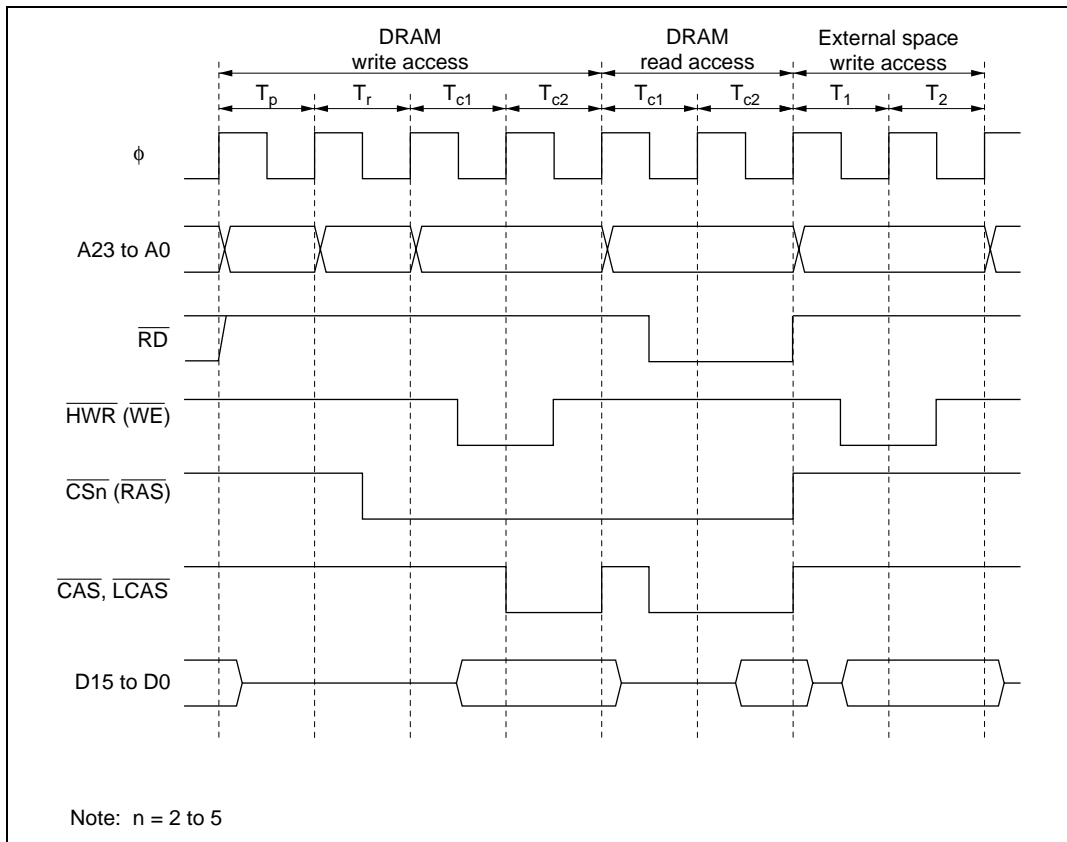 DRAM
write access
DRAM
read access
External space
write access
Tp Tr Tc1 Tc2 Tc1 Tc2 T1 T2
ϕ
A23 to A0
RD
HWR (WE)
CSn (RAS)
CAS, LCAS
D15 to D0
Note: n = 2 to 5